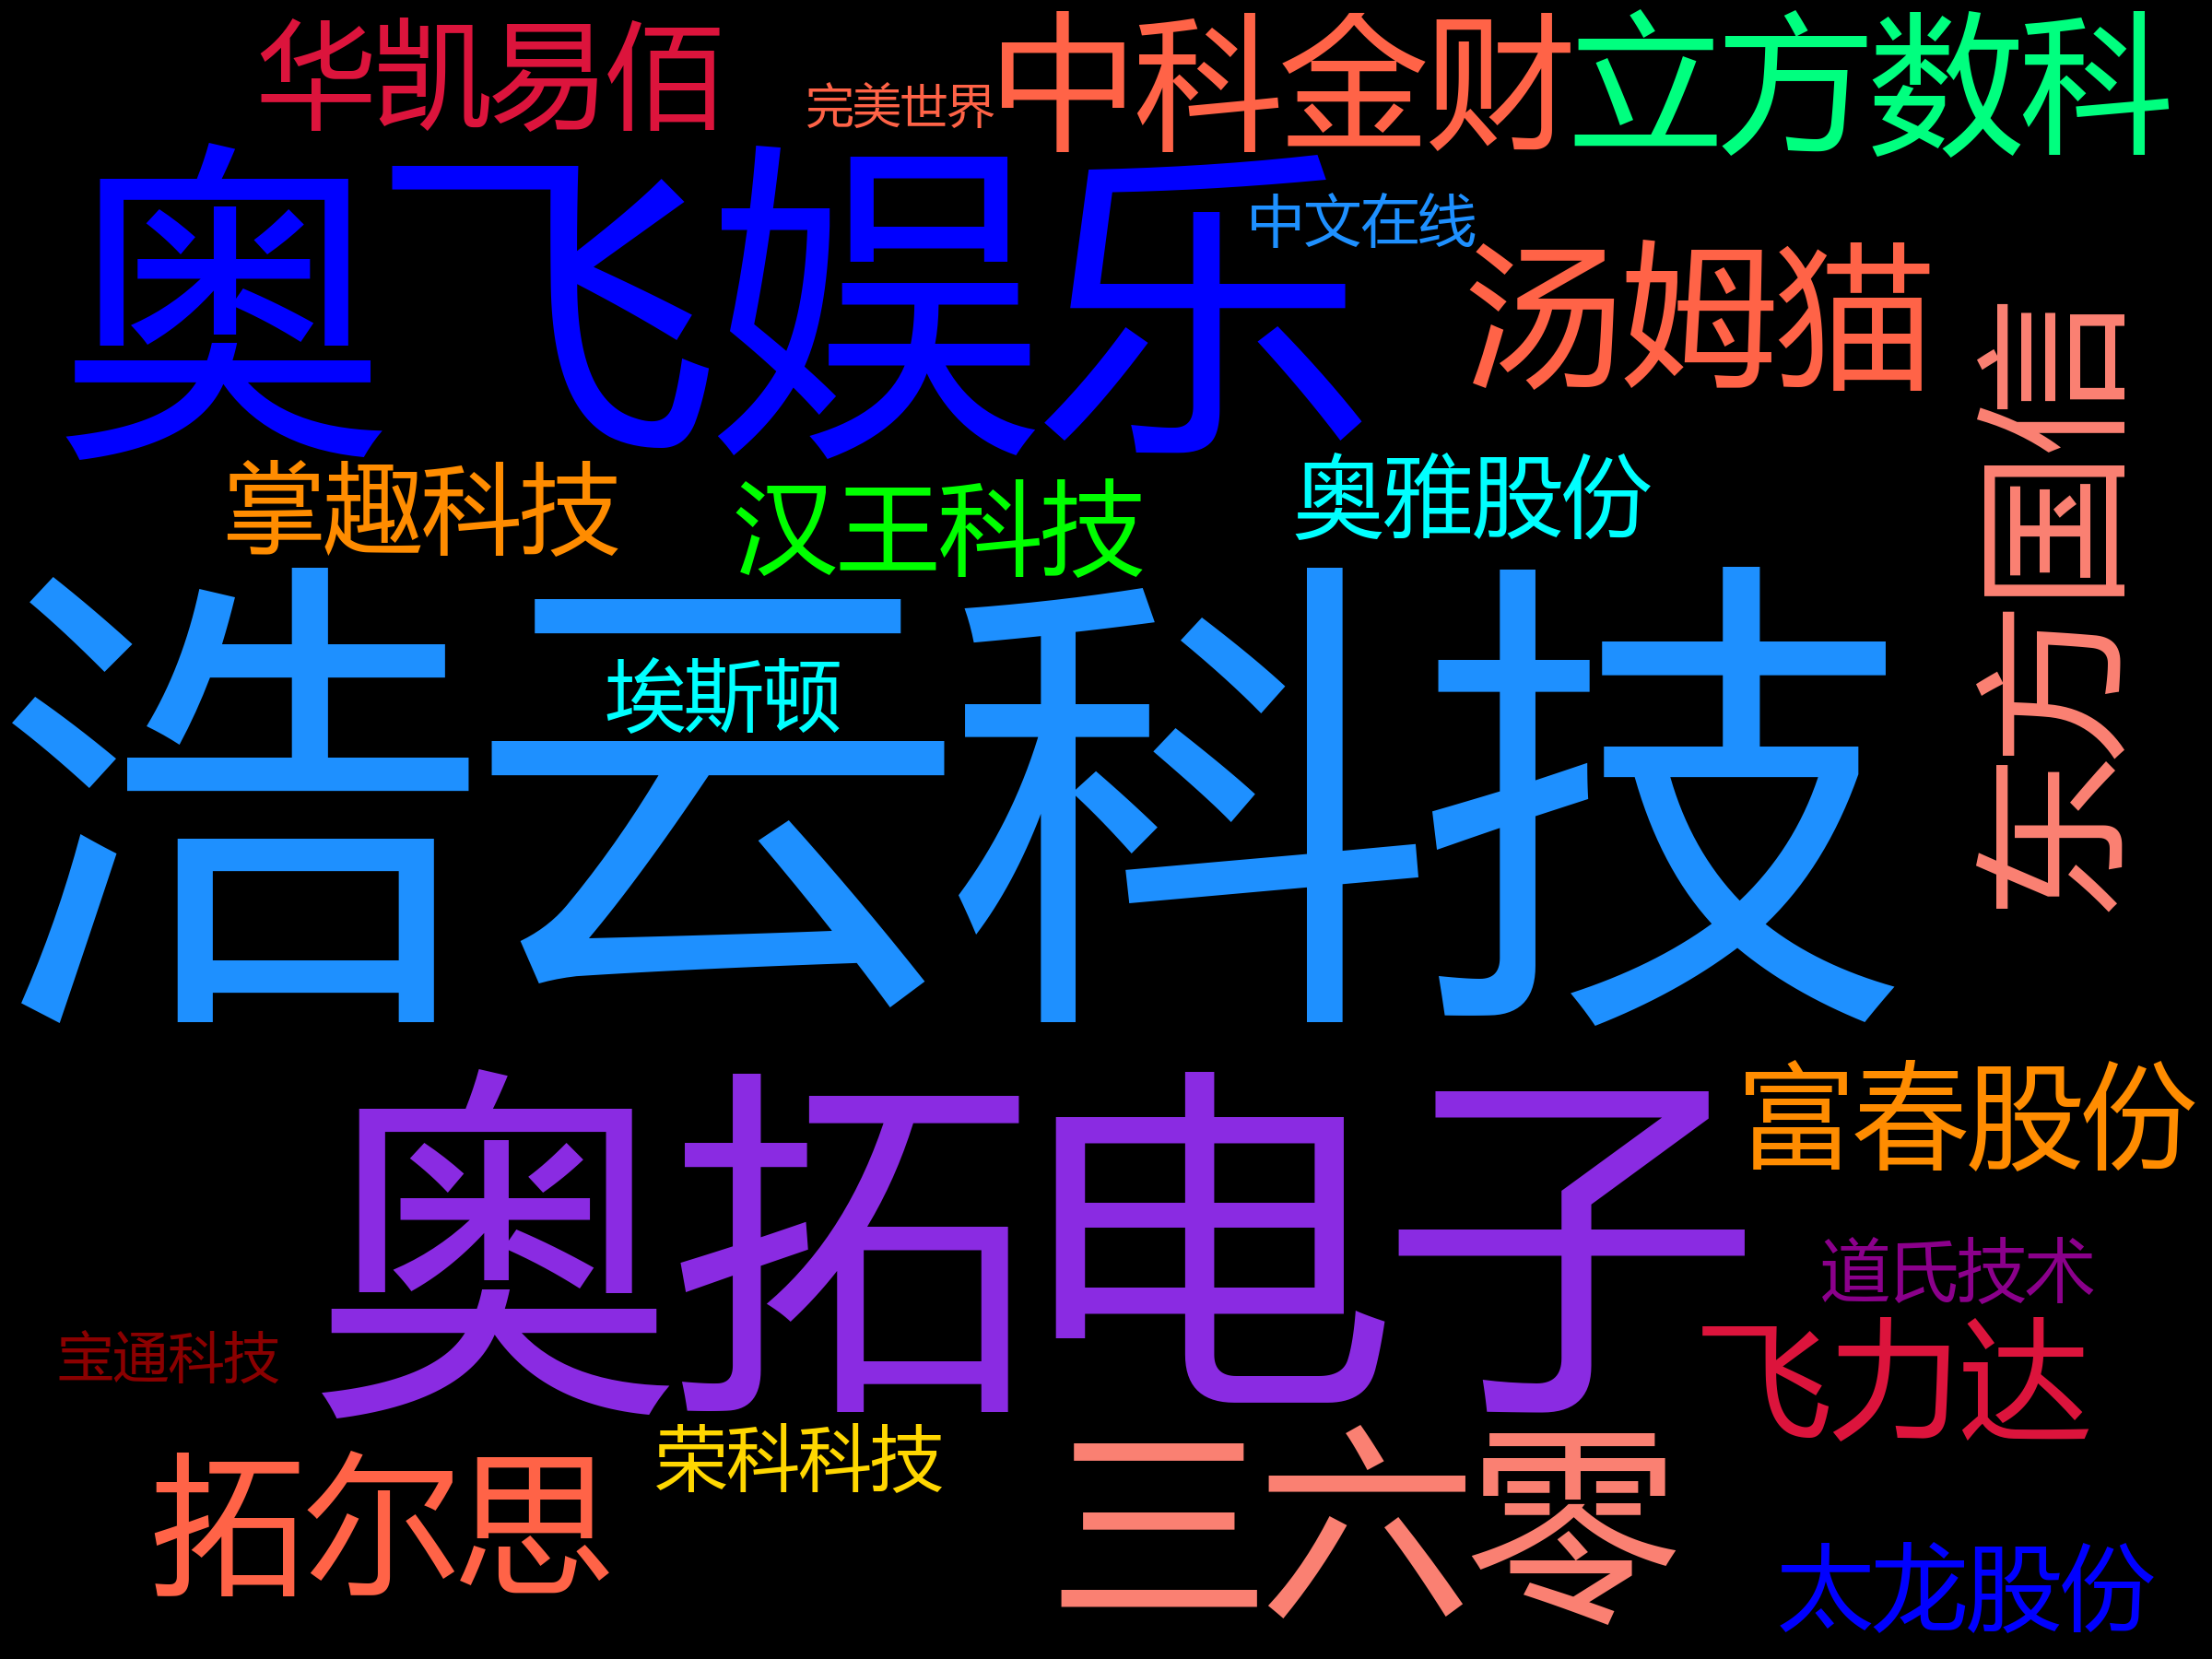 华凯易佰
完美世界
中科金财
立方数科
奥飞娱乐
中文在线
汤姆猫
东方国信
掌趣科技
汉王科技
奥雅股份
浩云科技
埃斯顿
奥拓电子
富春股份
道氏技术
宝通科技
飞力达
荣科科技
拓尔思
三六零
太龙股份